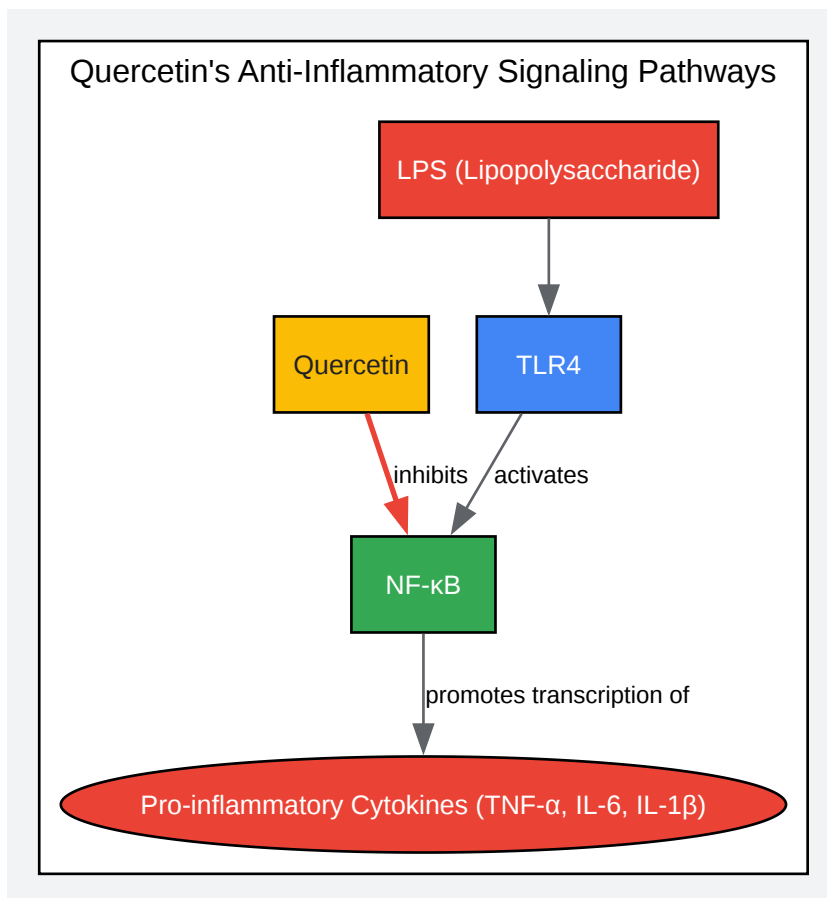 Quercetin's Anti-Inflammatory Signaling Pathways
LPS (Lipopolysaccharide)
Quercetin
TLR4
inhibits
activates
NF-κB
promotes transcription of
Pro-inflammatory Cytokines (TNF-α, IL-6, IL-1β)